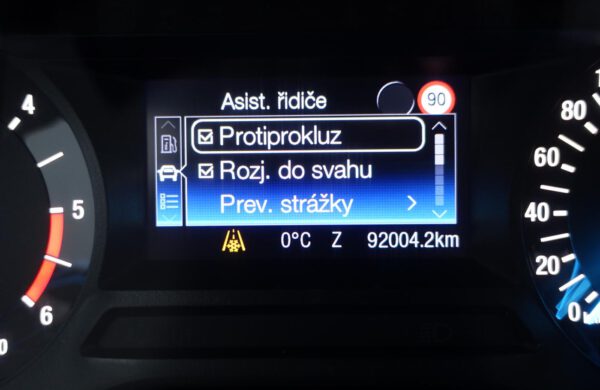 Asist. řidiče
90
Protiprokluz
Rozj. do svahu
Prev. strážky
0°C Z 92004.2km
4
5
6
80
60
40
20
0